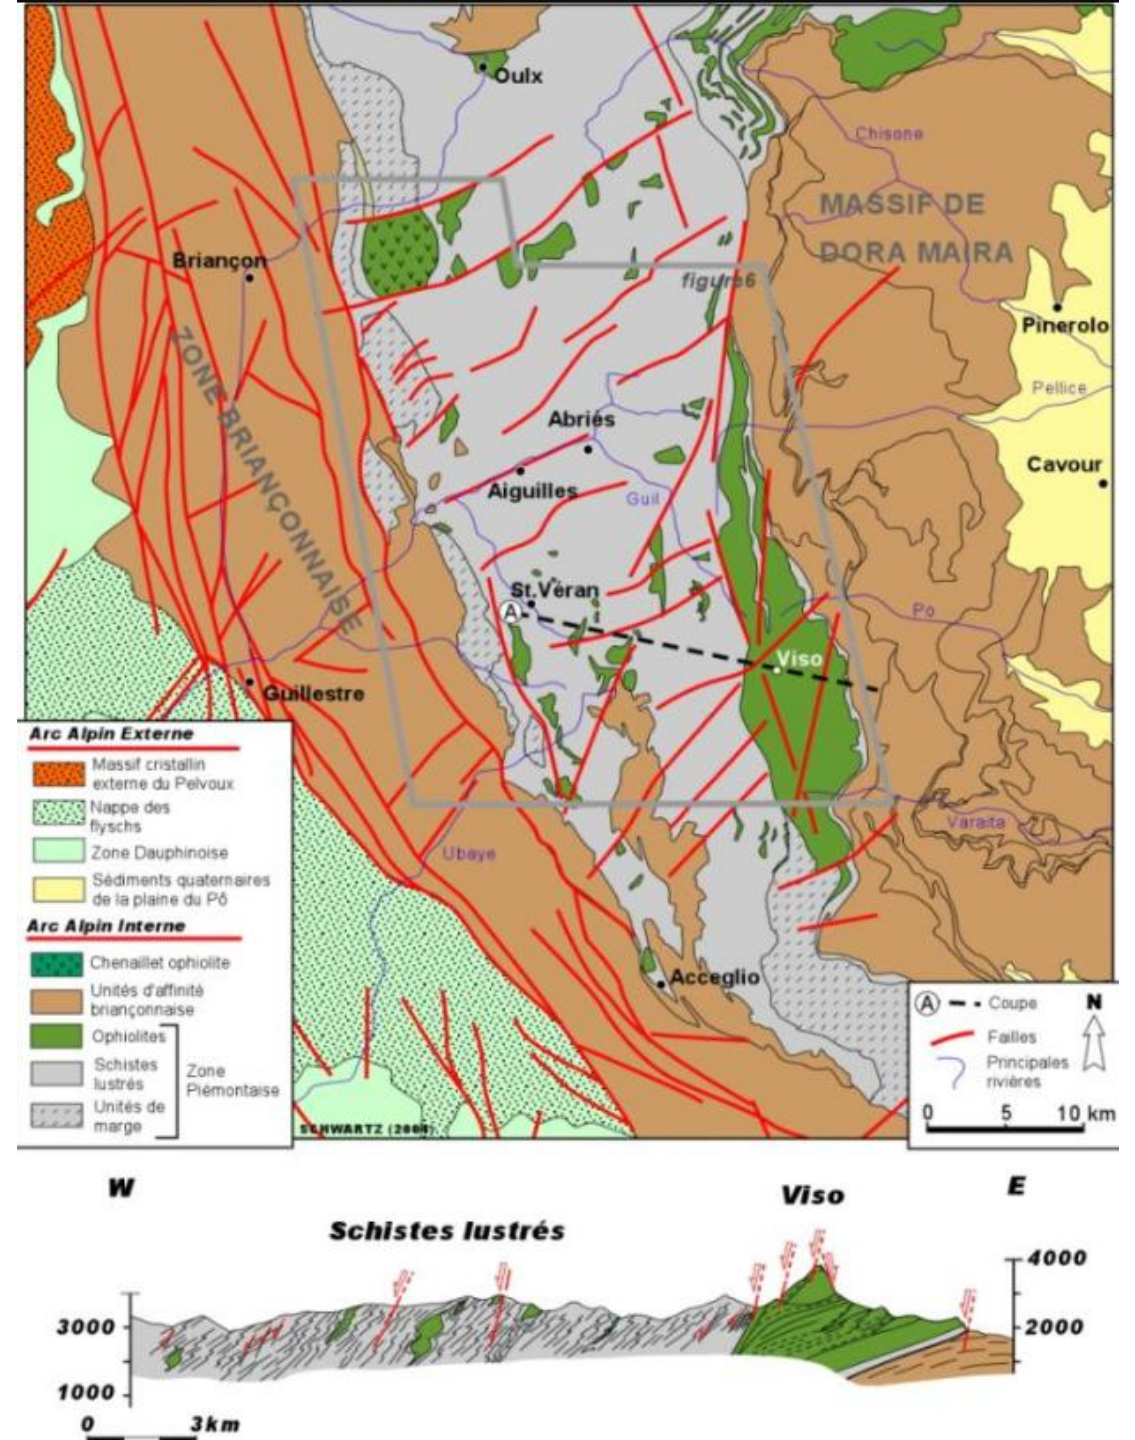 Oulx
Chisone
MASSIF DE
DORA MAIRA
Briançon
figure6
Pinerolo
Pellice
ZONE BRIANÇONNAISE
Abriés
Cavour
Aiguilles
Guil
St.Véran
A
Po
Viso
Guillestre
Arc Alpin Externe
Massif cristallin
externe du Pelvoux
Nappe des
flyschs
Zone Dauphinoise
Sédiments quaternaires
de la plaine du Pô
Arc Alpin Interne
Chenaillet ophiolite
Unités d'affinité
briançonnaise
Ophiolites
Schistes
lustrés
Unités de
marge
Zone
Piémontaise
Ubaye
Varaita
Acceglio
A Coupe N
Failles
Principales
rivières
0 5 10 km
SCHWARTZ (2000)
W Viso E
Schistes lustrés
4000
3000
2000
1000
0 3km